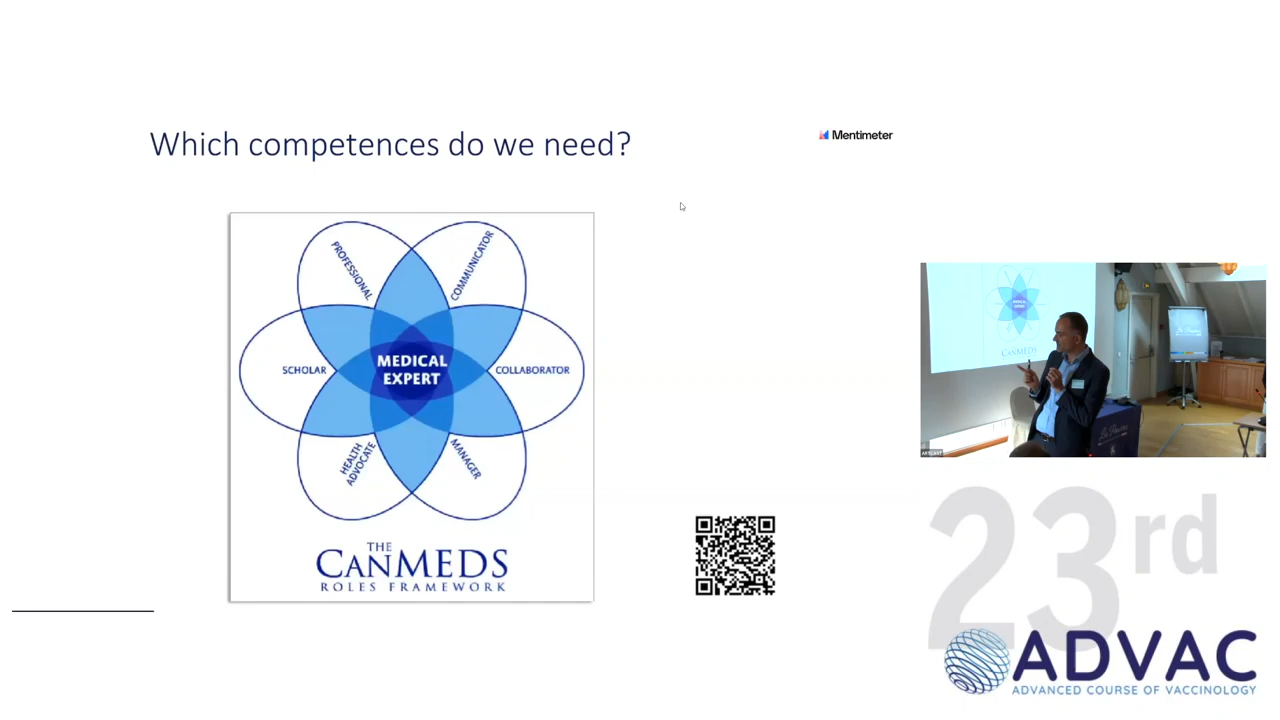 Which competences do we need?
Mentimeter
PROFESSIONAL
COMMUNICATOR
SCHOLAR
MEDICAL
EXPERT
COLLABORATOR
HEALTH
ADVOCATE
MANAGER
THE
CANMEDS
ROLES FRAMEWORK
CANMEDS
23rd
ADVAC
ADVANCED COURSE OF VACCINOLOGY